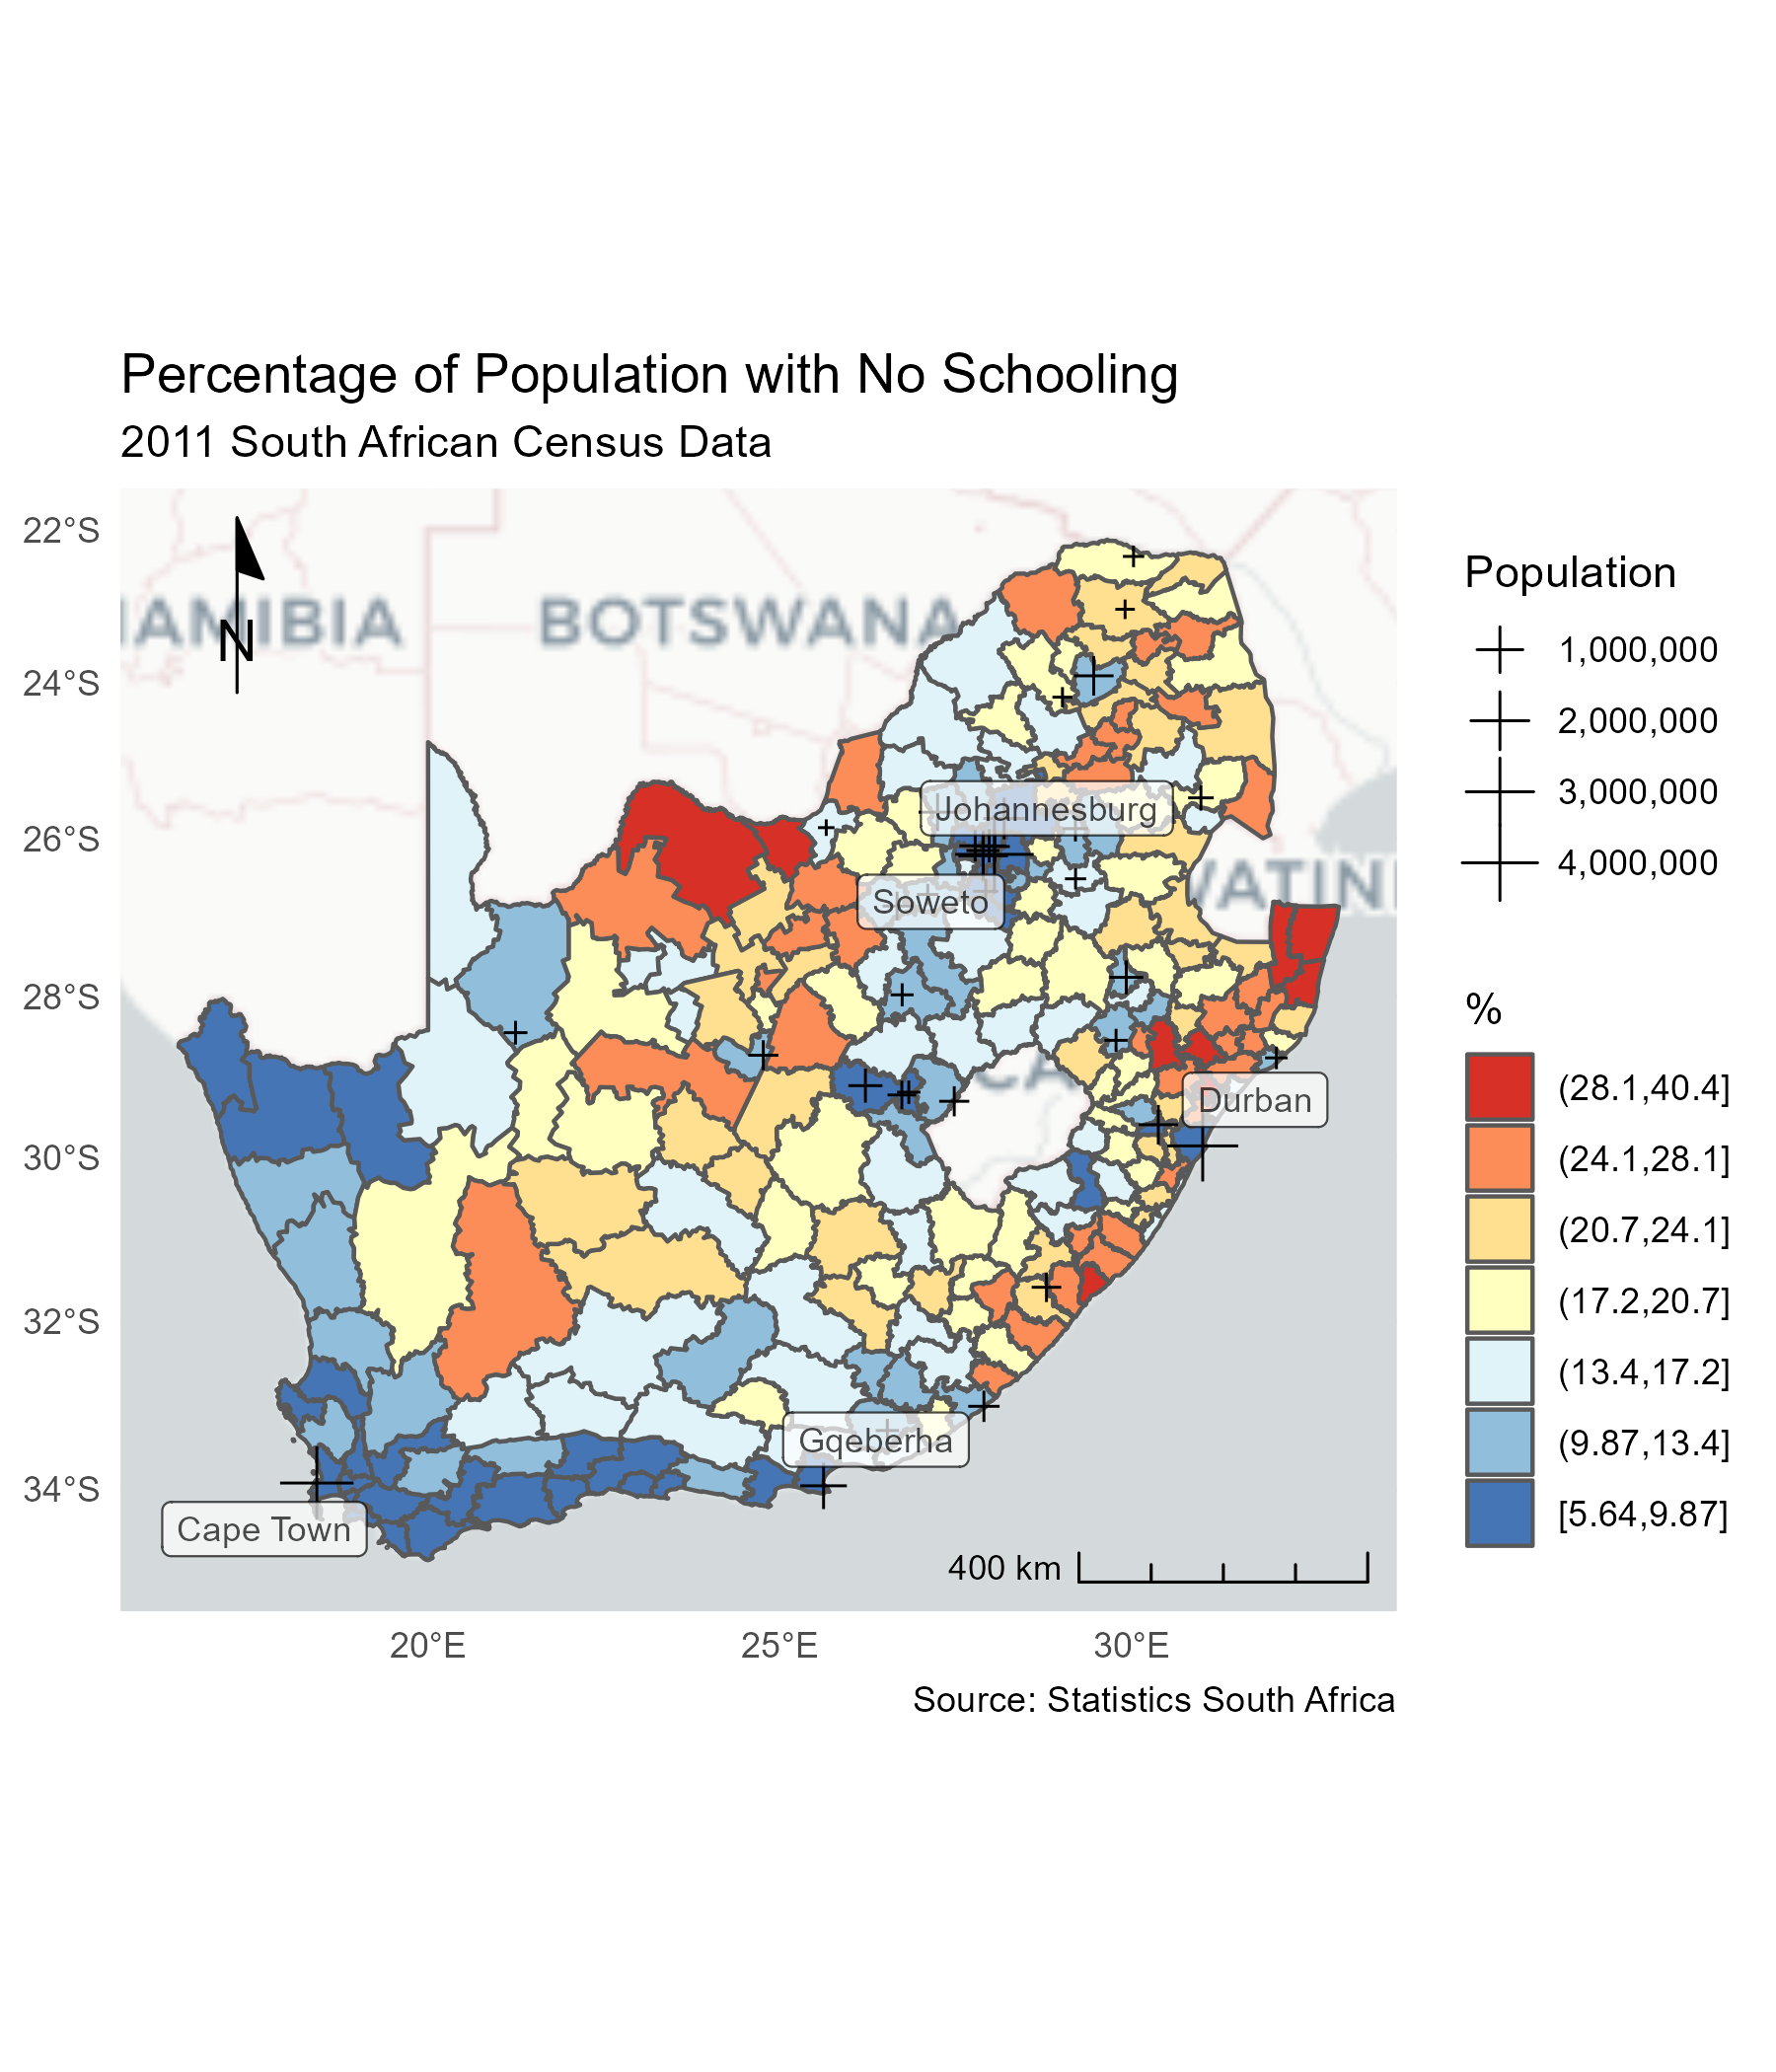 Percentage of Population with No Schooling
2011 South African Census Data
22°S
24°S
26°S
28°S
30°S
32°S
34°S
N
AMIBIA
BOTSWANA
Johannesburg
Soweto
VATINI
CA
Durban
Gqeberha
Cape Town
400 km
20°E
25°E
30°E
Source: Statistics South Africa
Population
1,000,000
2,000,000
3,000,000
4,000,000
%
(28.1,40.4]
(24.1,28.1]
(20.7,24.1]
(17.2,20.7]
(13.4,17.2]
(9.87,13.4]
[5.64,9.87]